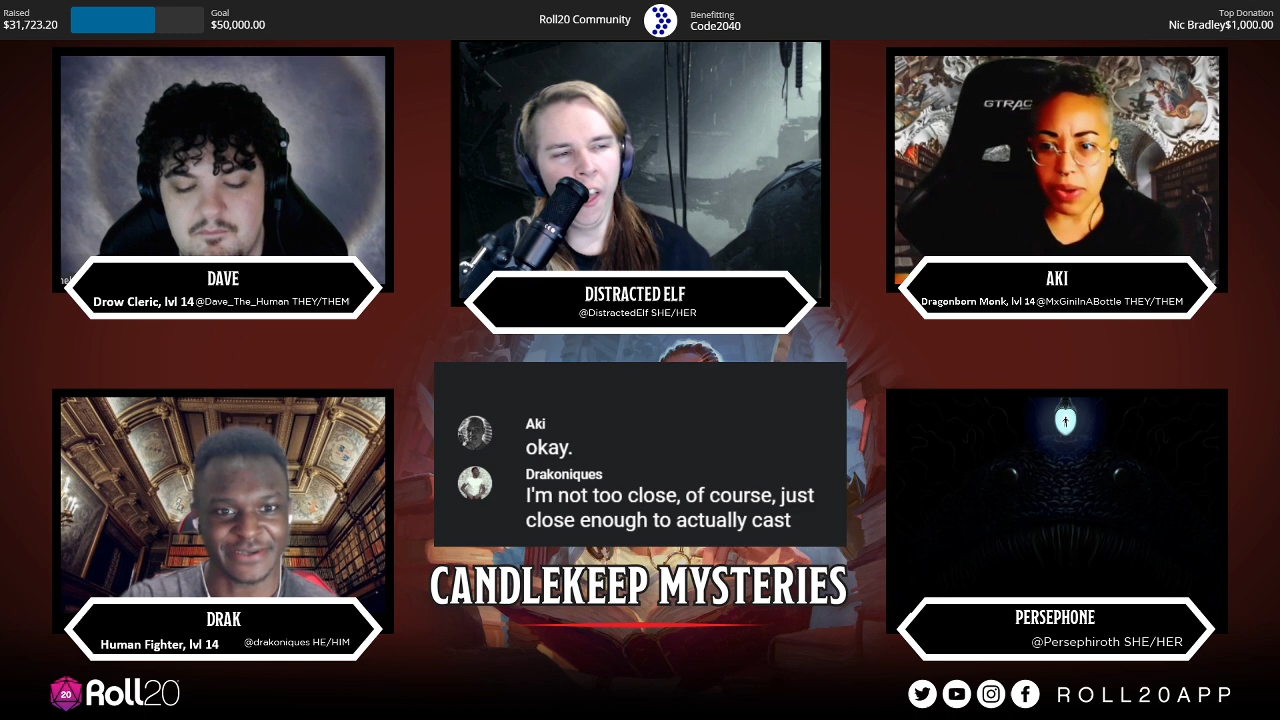 Raised
$31,723.20
Goal
$50,000.00
Roll20 Community
Benefitting
Code2040
Top Donation
Nic Bradley$1,000.00
GTRAC
DAVE
Drow Cleric, lvl 14 @Dave_The_Human THEY/THEM
DISTRACTED ELF
@DistractedElf SHE/HER
AKI
Dragonborn Monk, lvl 14 @MxGiniInABottle THEY/THEM
Aki
okay.
Drakoniques
I'm not too close, of course, just
close enough to actually cast
CANDLEKEEP MYSTERIES
DRAK
Human Fighter, lvl 14 @drakoniques HE/HIM
PERSEPHONE
@Persephiroth SHE/HER
20 Roll20
ROLL20APP